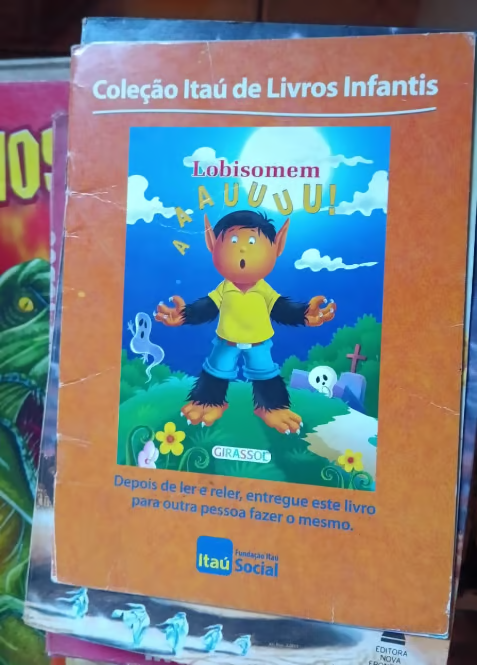 Coleção Itaú de Livros Infantis
Lobisomem
AAAUUUUU!
GIRASSOL
Depois de ler e reler, entregue este livro
para outra pessoa fazer o mesmo.
Itaú
Fundação Itaú
Social
EDITORA
NOVA